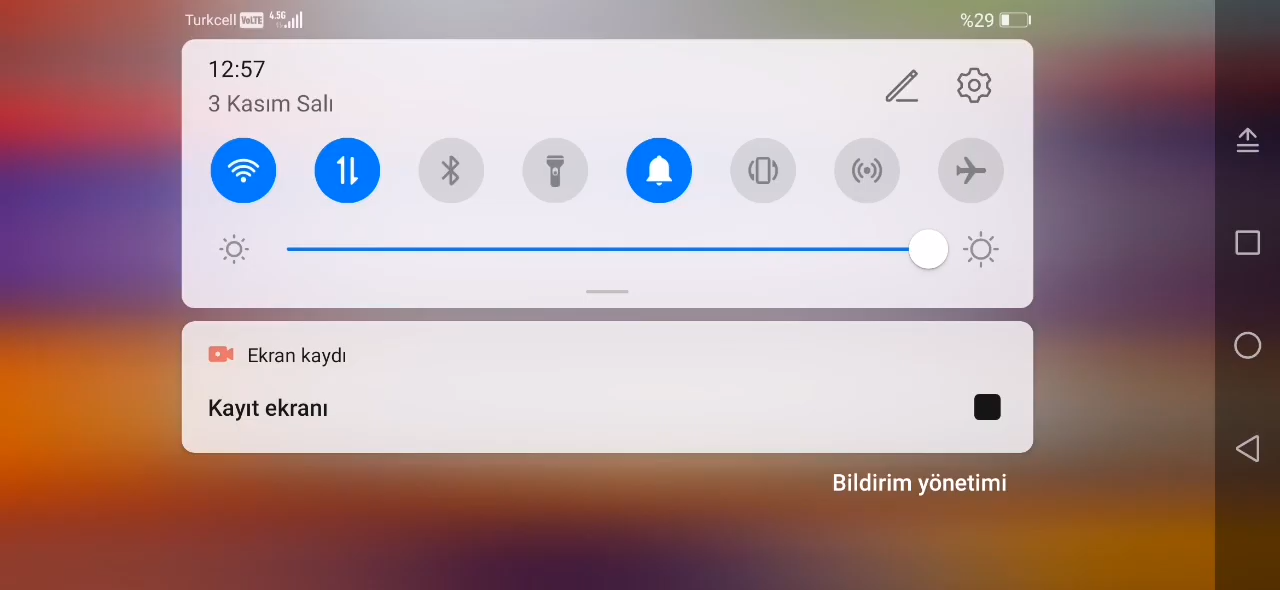 Turkcell VoLTE 4.5G %29
12:57
3 Kasım Salı
Ekran kaydı
Kayıt ekranı
Bildirim yönetimi